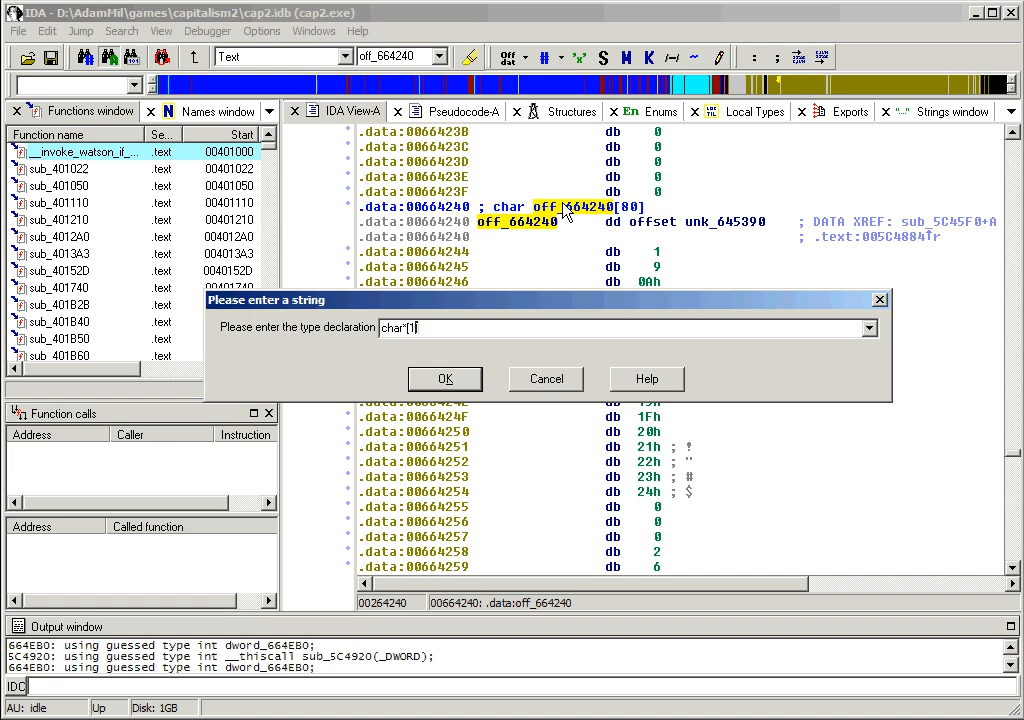 IDA - D:\AdamMil\games\capitalism2\cap2.idb (cap2.exe)
File Edit Jump Search View Debugger Options Windows Help
Text off_664240 Off dat # 'x' S M K
Functions window Names window IDA View-A Pseudocode-A Structures En Enums Local Types Exports Strings window
Function name Se... Start
__invoke_watson_if_... .text 00401000
sub_401022 .text 00401022
sub_401050 .text 00401050
sub_401110 .text 00401110
sub_401210 .text 00401210
sub_4012A0 .text 004012A0
sub_4013A3 .text 004013A3
sub_40152D .text 0040152D
sub_401740 .text 00401740
sub_401B2B .text
sub_401B40 .text
sub_401B50 .text
sub_401B60 .text
.data:0066423B db 0
.data:0066423C db 0
.data:0066423D db 0
.data:0066423E db 0
.data:0066423F db 0
.data:00664240 ; char off_664240[80]
.data:00664240 off_664240 dd offset unk_645390 ; DATA XREF: sub_5C45F0+A
.data:00664240 ; .text:005C4884↑r
.data:00664244 db 1
.data:00664245 db 9
.data:00664246 db 0Ah
Please enter a string
Please enter the type declaration char*[1]
OK Cancel Help
.data:0066424F db 1Fh
.data:00664250 db 20h
.data:00664251 db 21h ; !
.data:00664252 db 22h ; "
.data:00664253 db 23h ; #
.data:00664254 db 24h ; $
.data:00664255 db 0
.data:00664256 db 0
.data:00664257 db 0
.data:00664258 db 2
.data:00664259 db 6
00264240 00664240: .data:off_664240
Function calls
Address Caller Instruction
Address Called function
Output window
664EB0: using guessed type int dword_664EB0;
5C4920: using guessed type int __thiscall sub_5C4920(_DWORD);
664EB0: using guessed type int dword_664EB0;
IDC
AU: idle Up Disk: 1GB